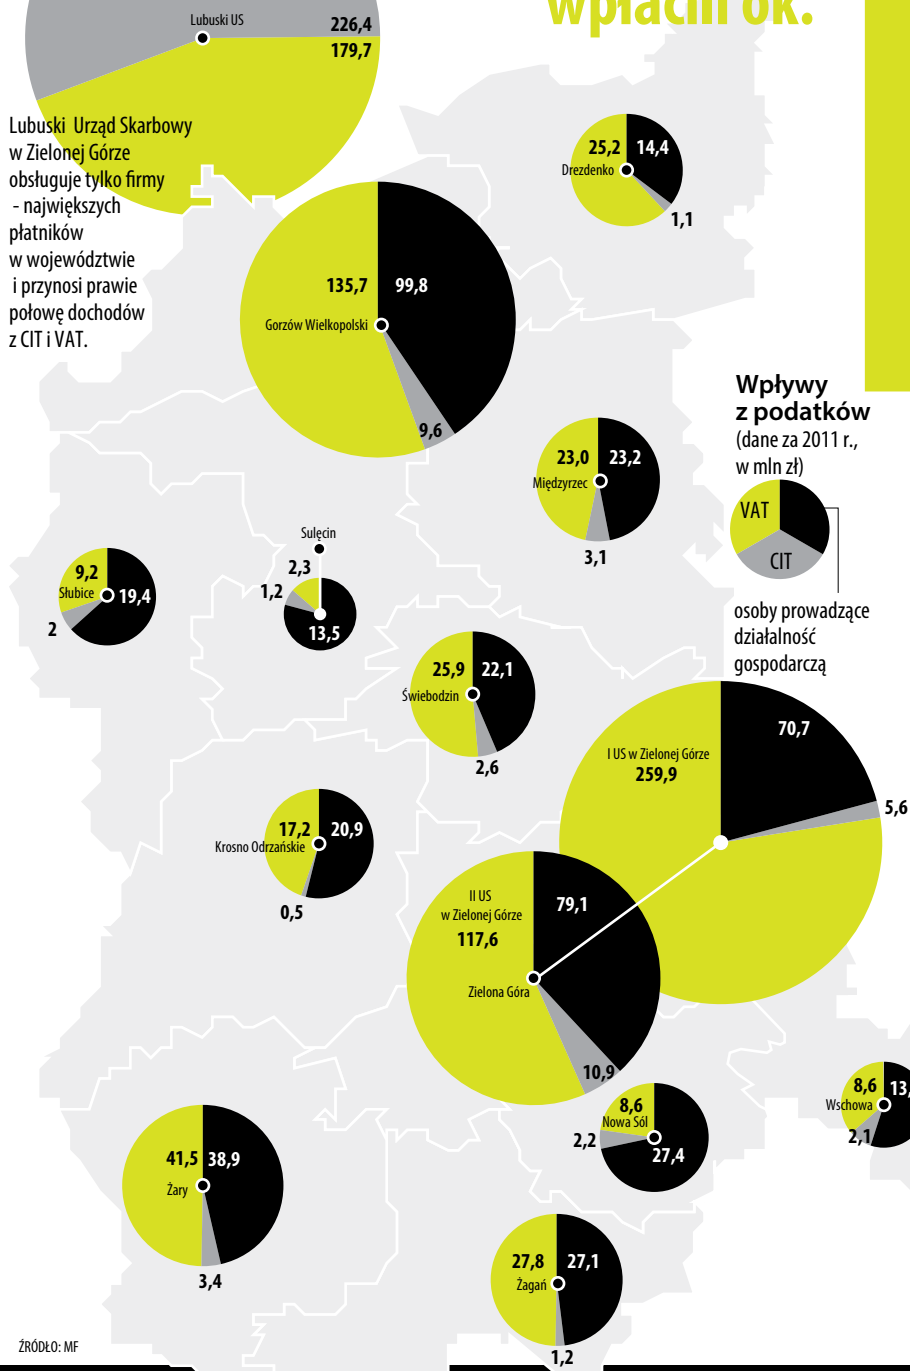 wpłacili ok.
Lubuski US
226,4
179,7
Lubuski Urząd Skarbowy
w Zielonej Górze
obsługuje tylko firmy
- największych
płatników
w województwie
i przynosi prawie
połowę dochodów
z CIT i VAT.
25,2
14,4
Drezdenko
1,1
135,7
99,8
Gorzów Wielkopolski
9,6
Wpływy
z podatków
(dane za 2011 r.,
w mln zł)
VAT
CIT
osoby prowadzące
działalność
gospodarczą
23,0
23,2
Międzyrzec
3,1
Sulęcin
2,3
1,2
13,5
9,2
Słubice
19,4
2
25,9
22,1
Świebodzin
2,6
70,7
I US w Zielonej Górze
259,9
5,6
17,2
20,9
Krosno Odrzańskie
0,5
II US
w Zielonej Górze
117,6
79,1
Zielona Góra
10,9
8,6
Nowa Sól
2,2
27,4
8,6
13,
Wschowa
2,1
41,5
38,9
Żary
3,4
27,8
27,1
Żagań
1,2
ŹRÓDŁO: MF